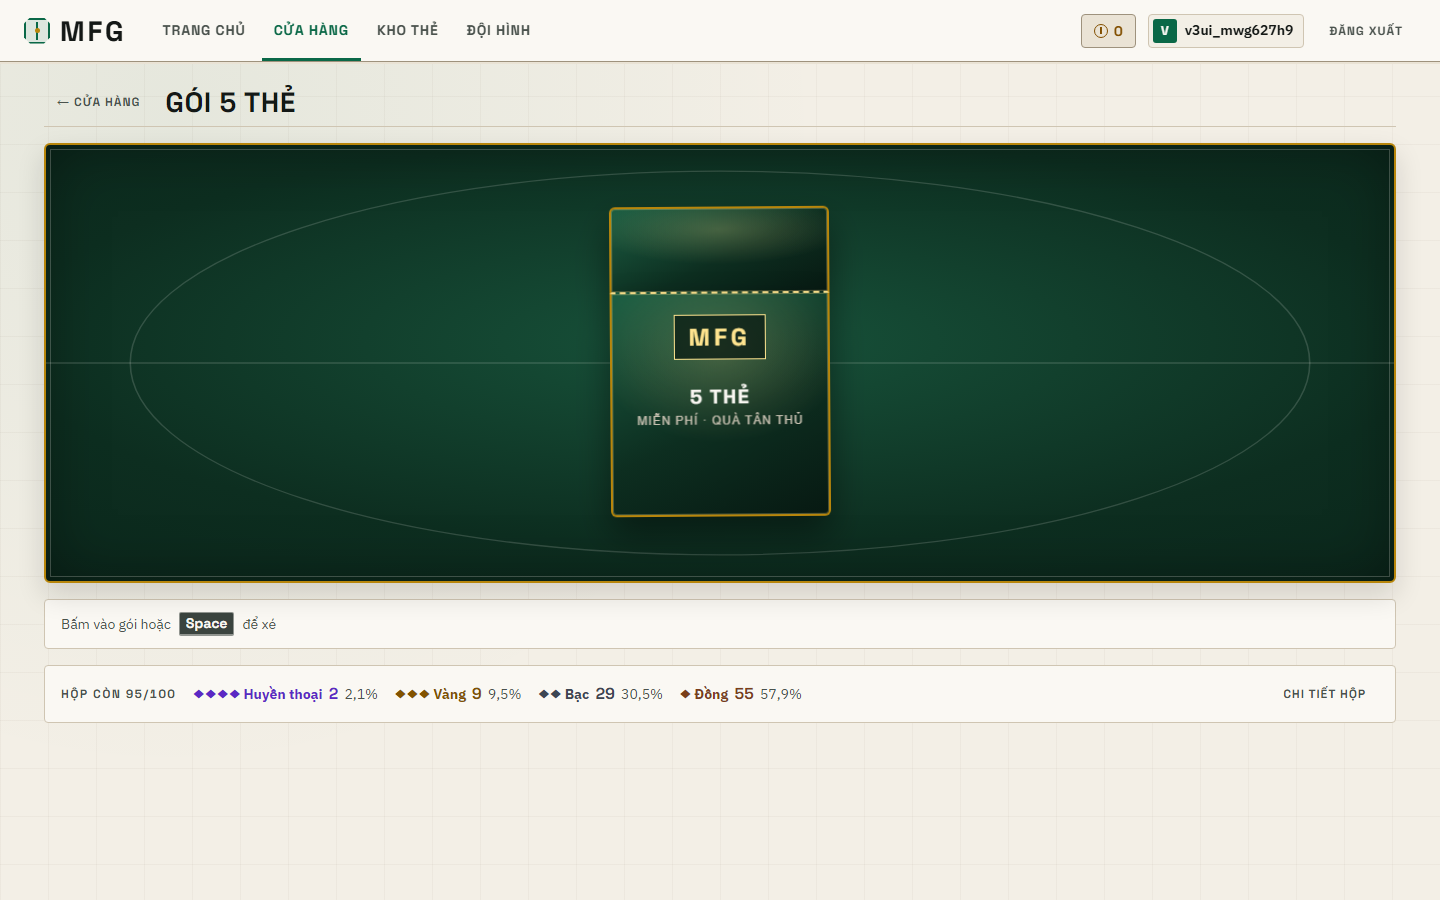 MFG TRANG CHỦ CỬA HÀNG KHO THẺ ĐỘI HÌNH 0 V v3ui_mwg627h9 ĐĂNG XUẤT
← CỬA HÀNG GÓI 5 THẺ
MFG
5 THẺ
MIỄN PHÍ · QUÀ TÂN THỦ
Bấm vào gói hoặc Space để xé
HỘP CÒN 95/100 ◆◆◆◆ Huyền thoại 2 2,1% ◆◆◆ Vàng 9 9,5% ◆◆ Bạc 29 30,5% ◆ Đồng 55 57,9% CHI TIẾT HỘP